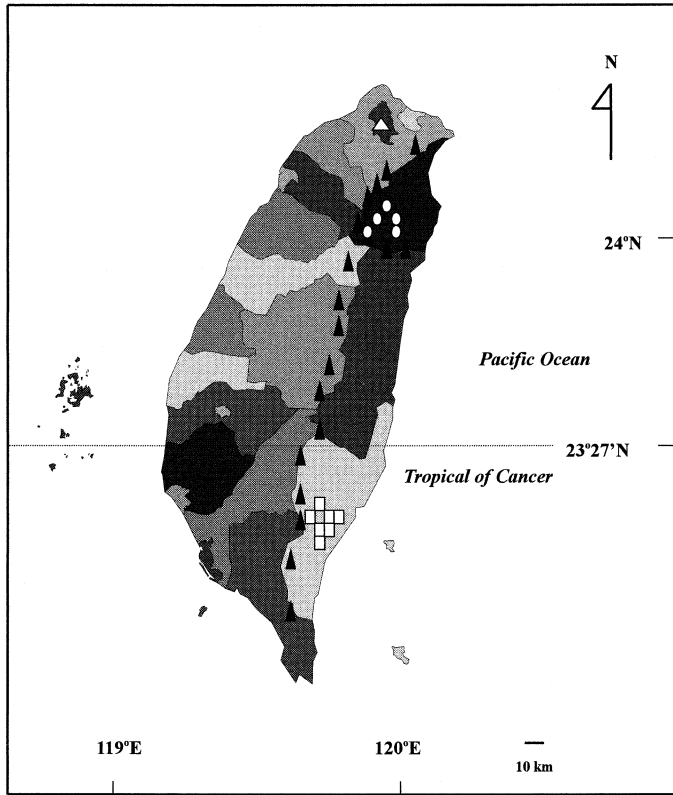 N
24°N
Pacific Ocean
23°27'N
Tropical of Cancer
119°E
120°E
10 km